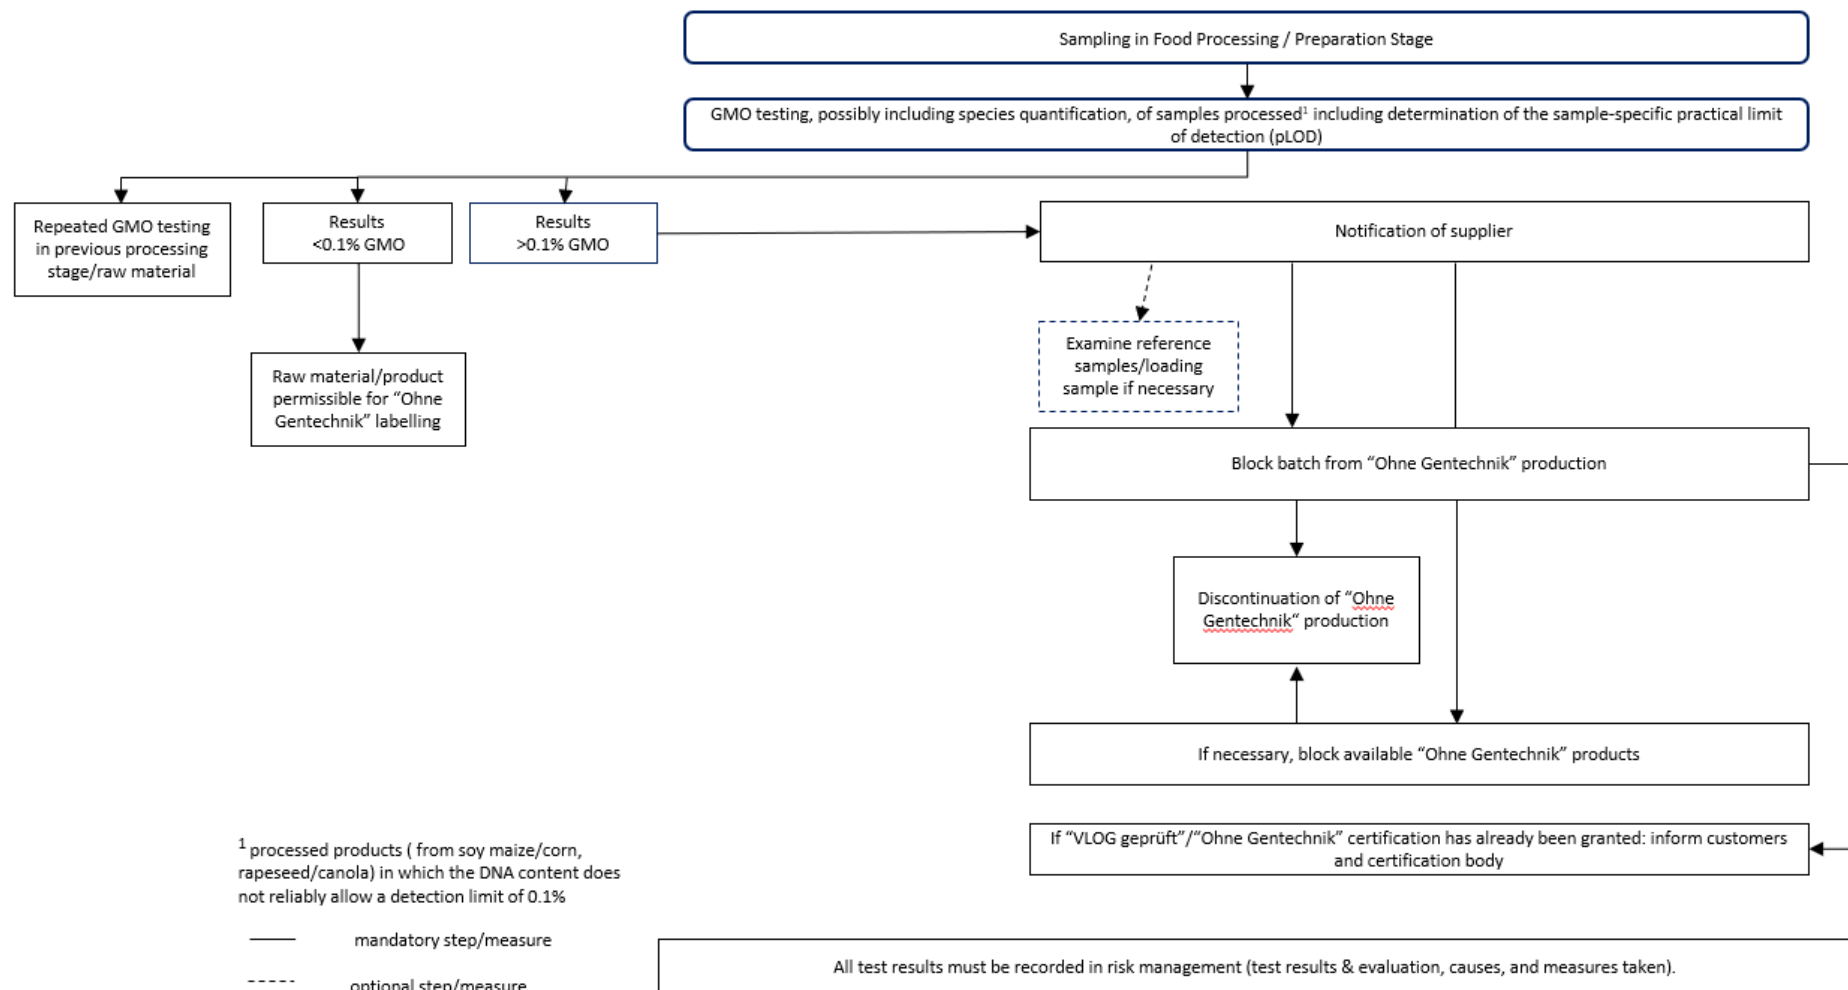 Sampling in Food Processing / Preparation Stage
GMO testing, possibly including species quantification, of samples processed¹ including determination of the sample-specific practical limit
of detection (pLOD)
Repeated GMO testing
in previous processing
stage/raw material
Results
<0.1% GMO
Results
>0.1% GMO
Notification of supplier
Examine reference
samples/loading
sample if necessary
Raw material/product
permissible for “Ohne
Gentechnik” labelling
Block batch from “Ohne Gentechnik” production
Discontinuation of “Ohne
Gentechnik“ production
If necessary, block available “Ohne Gentechnik” products
If “VLOG geprüft”/“Ohne Gentechnik” certification has already been granted: inform customers
and certification body
¹ processed products ( from soy maize/corn,
rapeseed/canola) in which the DNA content does
not reliably allow a detection limit of 0.1%
mandatory step/measure
optional step/measure
All test results must be recorded in risk management (test results & evaluation, causes, and measures taken).